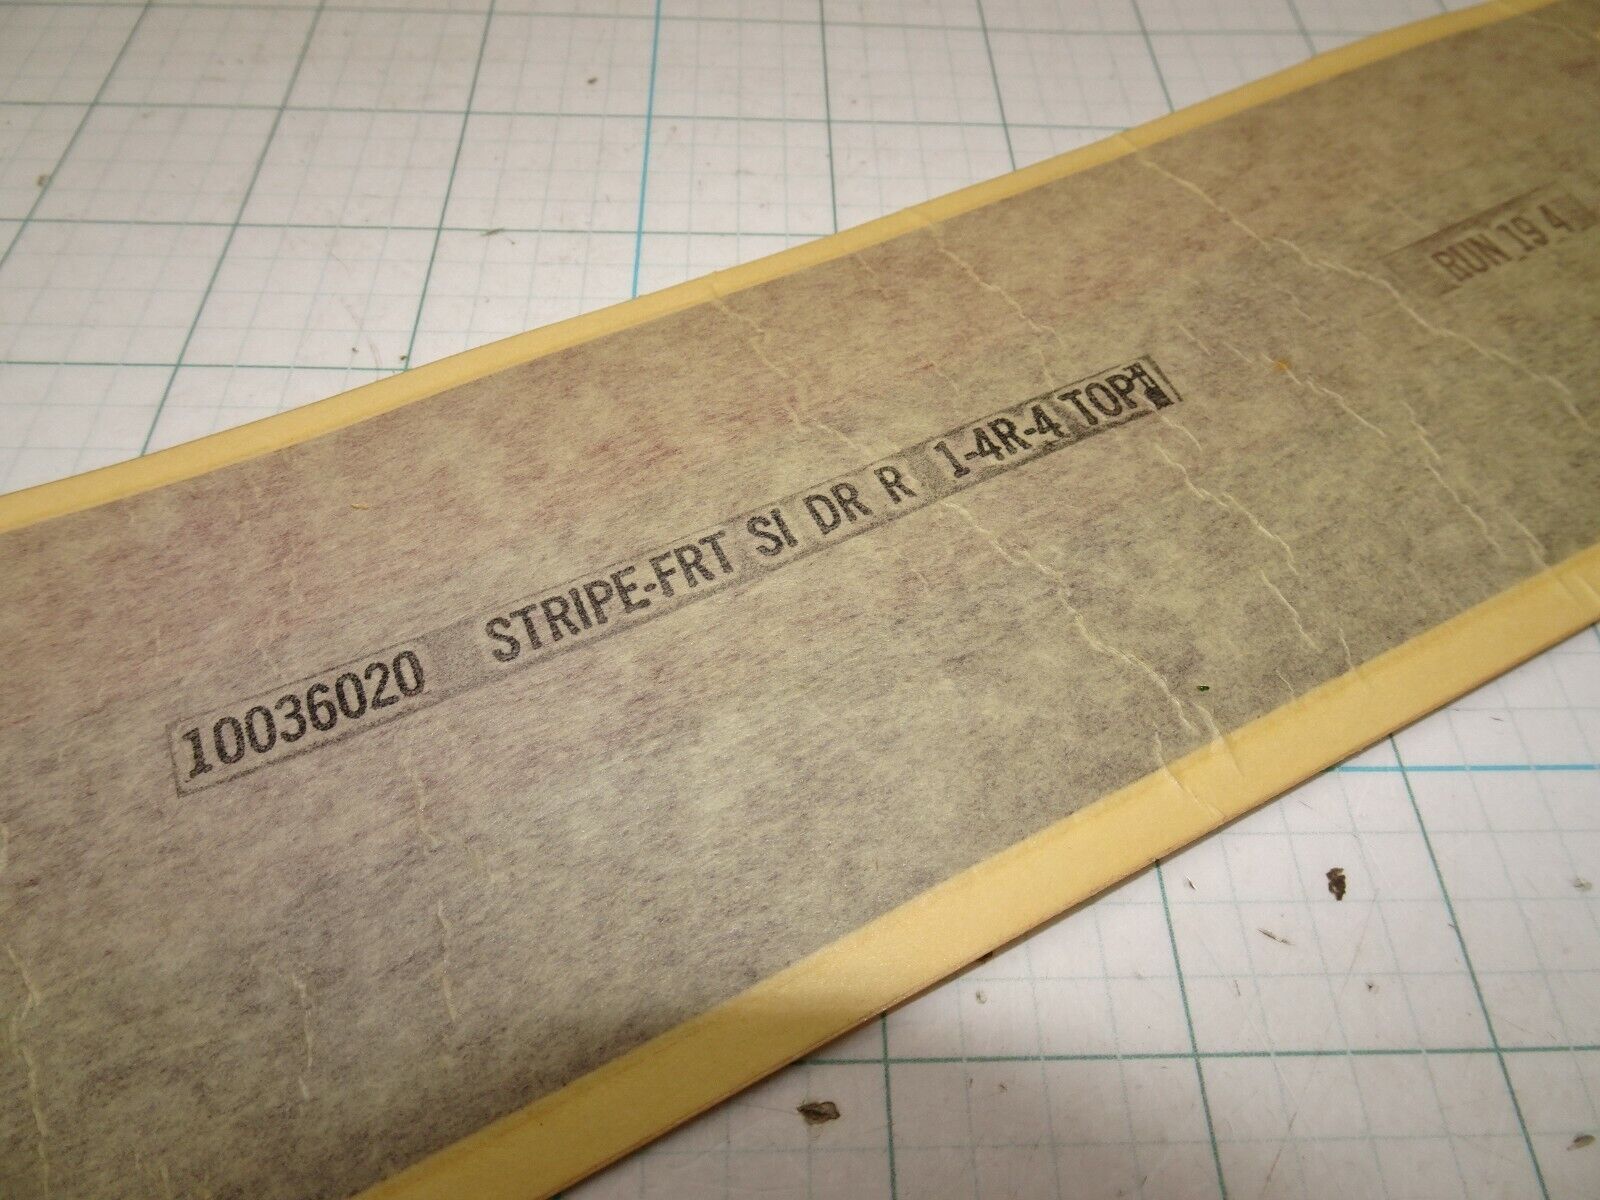 RUN 19 4
10036020 STRIPE-FRT SI DR R 1-4R-4 TOP